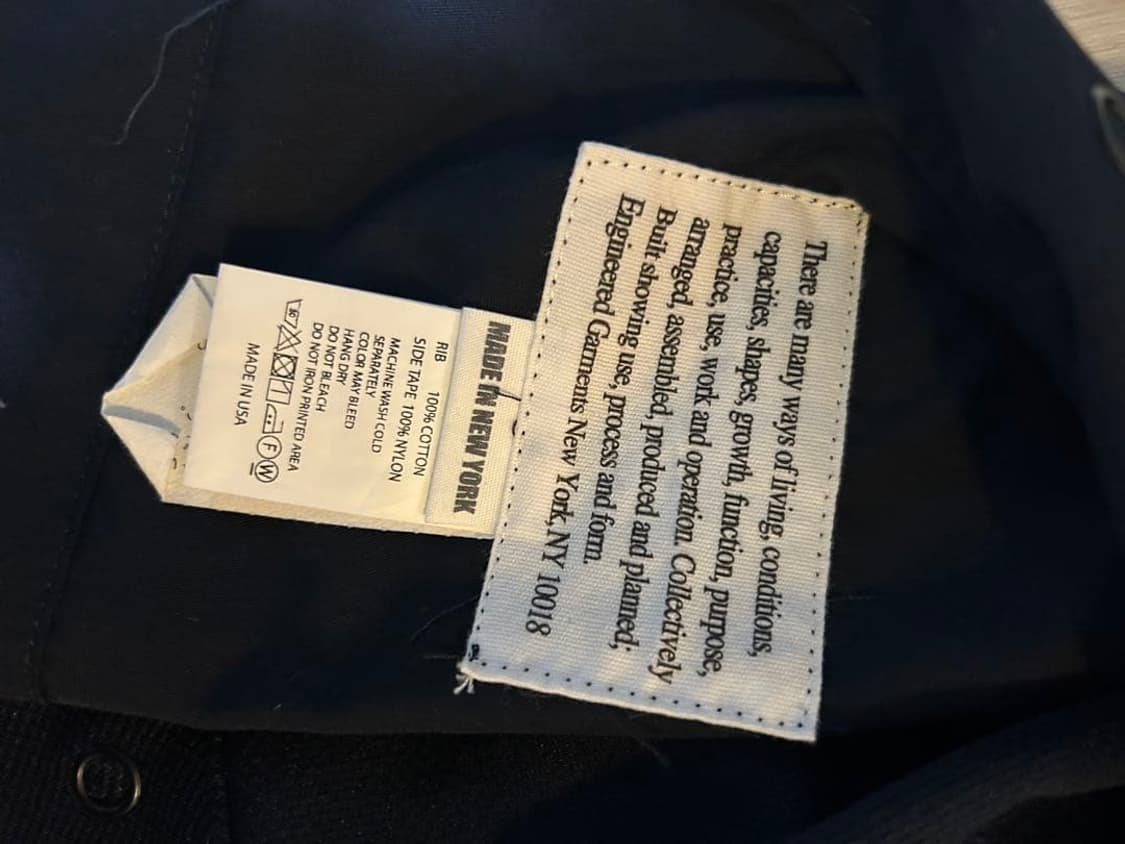 There are many ways of living, conditions,
capacities, shapes, growth, function, purpose,
practice, use, work and operation. Collectively
arranged, assembled, produced and planned;
Built showing use, process and form.
Engineered Garments New York, NY 10018
MADE IN NEW YORK
RIB 100% COTTON
SIDE TAPE 100% NYLON
MACHINE WASH COLD
SEPARATELY
COLOR MAY BLEED
HANG DRY
DO NOT BLEACH
DO NOT IRON PRINTED AREA
30 F W
MADE IN USA